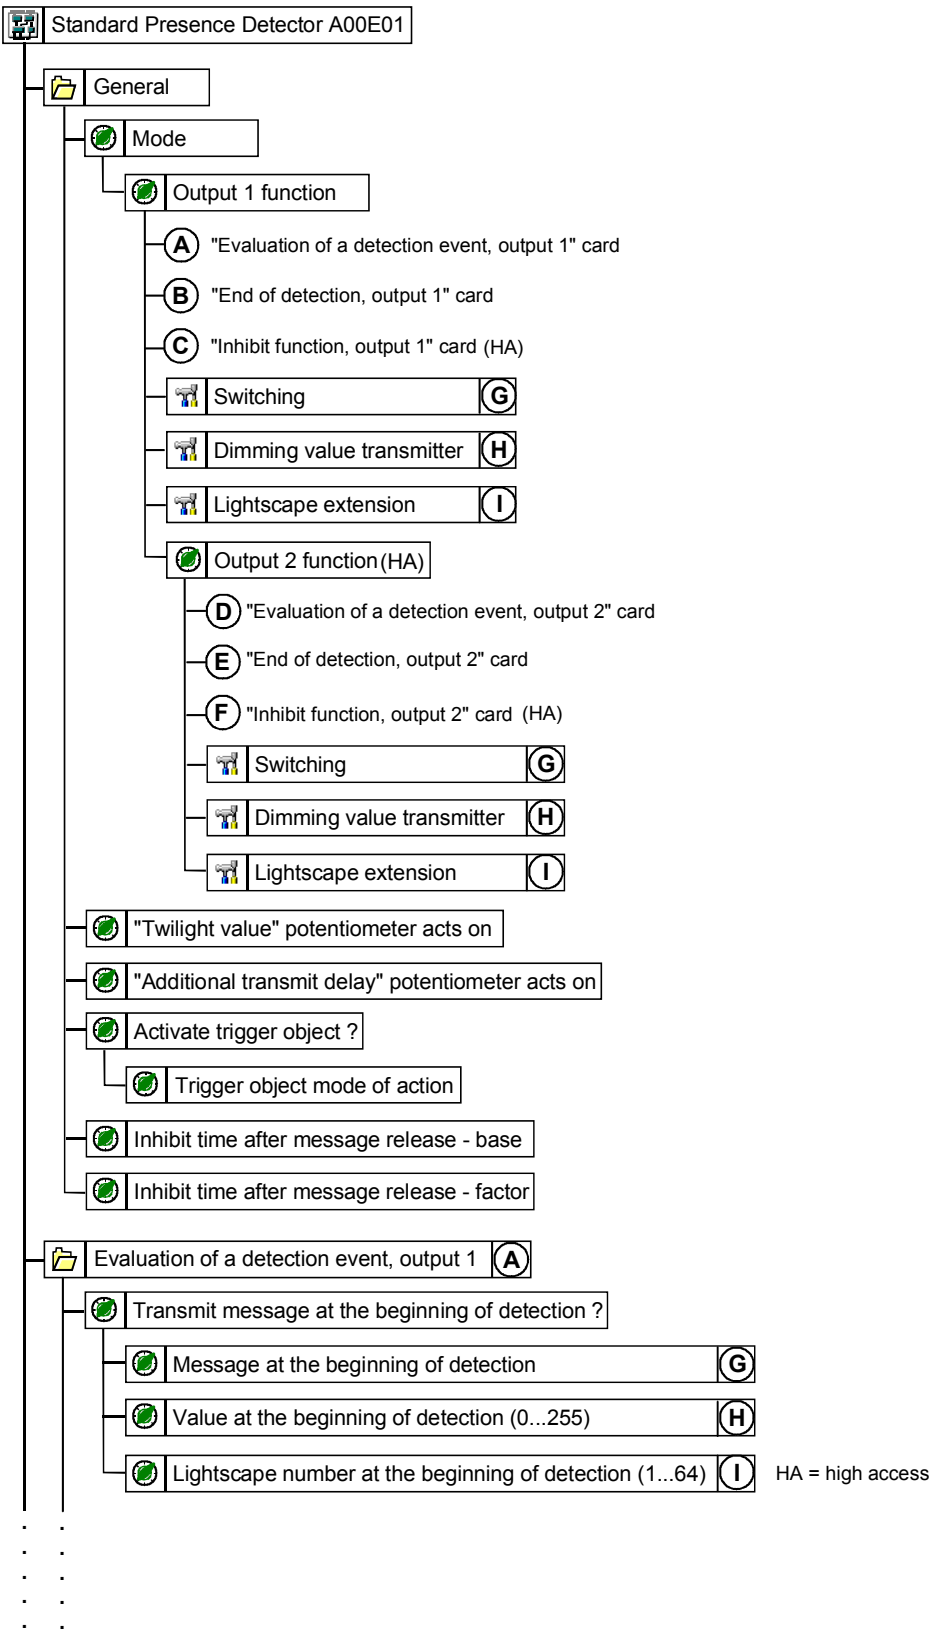 Standard Presence Detector A00E01
General
Mode
Output 1 function
A "Evaluation of a detection event, output 1" card
B "End of detection, output 1" card
C "Inhibit function, output 1" card (HA)
Switching G
Dimming value transmitter H
Lightscape extension I
Output 2 function (HA)
D "Evaluation of a detection event, output 2" card
E "End of detection, output 2" card
F "Inhibit function, output 2" card (HA)
Switching G
Dimming value transmitter H
Lightscape extension I
"Twilight value" potentiometer acts on
"Additional transmit delay" potentiometer acts on
Activate trigger object ?
Trigger object mode of action
Inhibit time after message release - base
Inhibit time after message release - factor
Evaluation of a detection event, output 1 A
Transmit message at the beginning of detection ?
Message at the beginning of detection G
Value at the beginning of detection (0...255) H
Lightscape number at the beginning of detection (1...64) I HA = high access